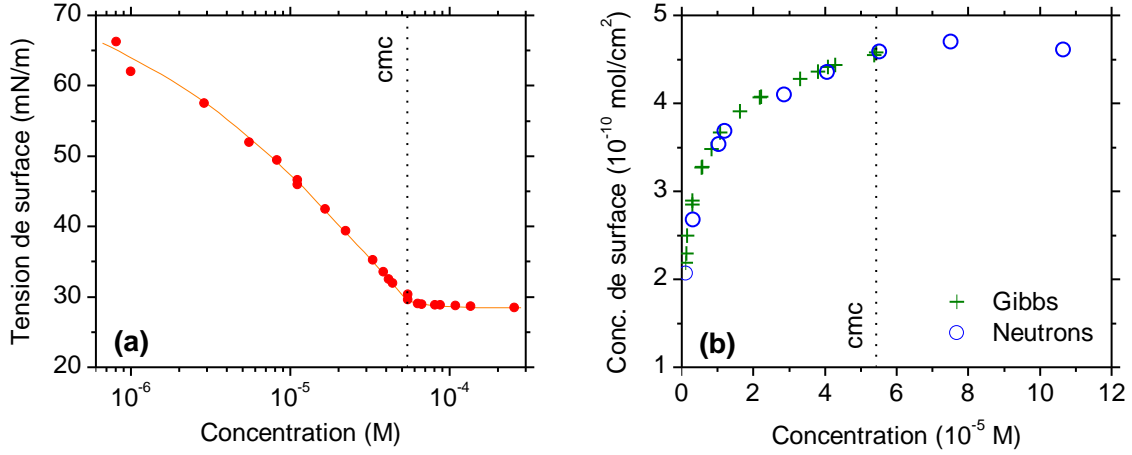 70
60
50
40
30
20
Tension de surface (mN/m)
cmc
(a)
10⁻⁶
10⁻⁵
10⁻⁴
Concentration (M)
5
4
3
2
1
Conc. de surface (10⁻¹⁰ mol/cm²)
cmc
Gibbs
Neutrons
(b)
0 2 4 6 8 10 12
Concentration (10⁻⁵ M)